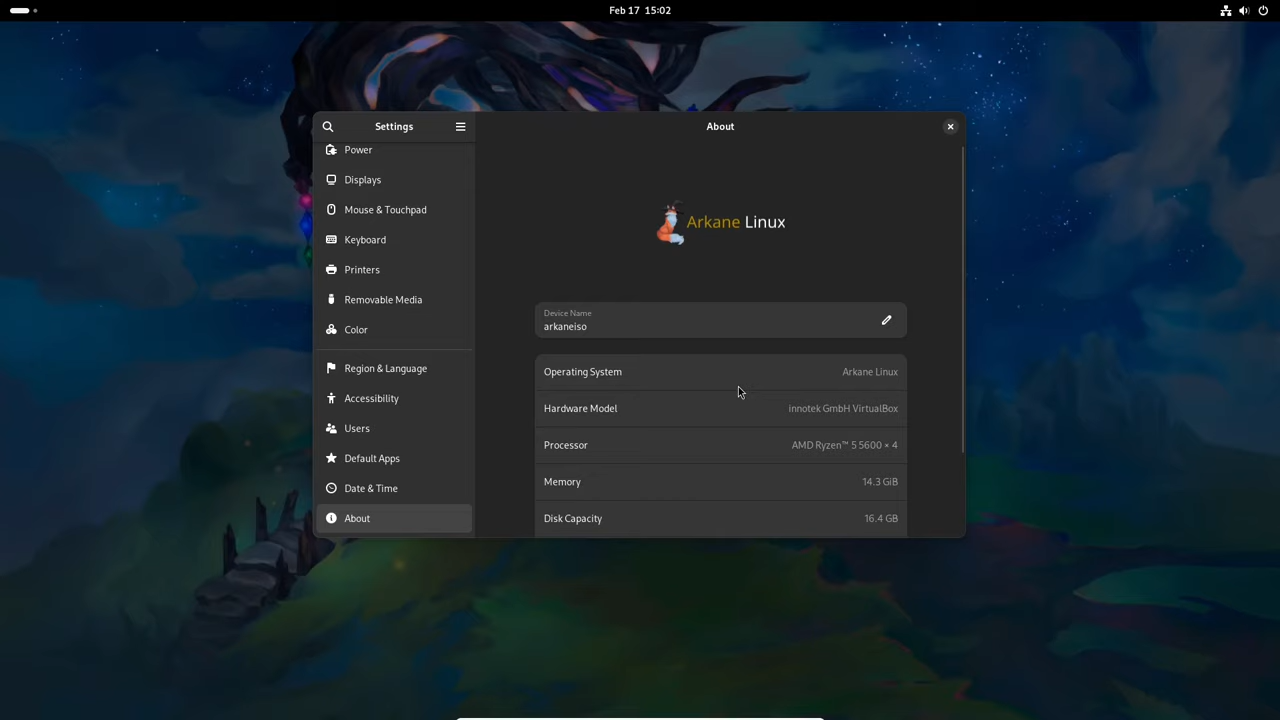 Feb 17 15:02
Settings
About
Power
Displays
Mouse & Touchpad
Keyboard
Printers
Removable Media
Color
Region & Language
Accessibility
Users
Default Apps
Date & Time
About
Arkane Linux
Device Name
arkaneiso
Operating System Arkane Linux
Hardware Model innotek GmbH VirtualBox
Processor AMD Ryzen™ 5 5600 × 4
Memory 14.3 GiB
Disk Capacity 16.4 GB